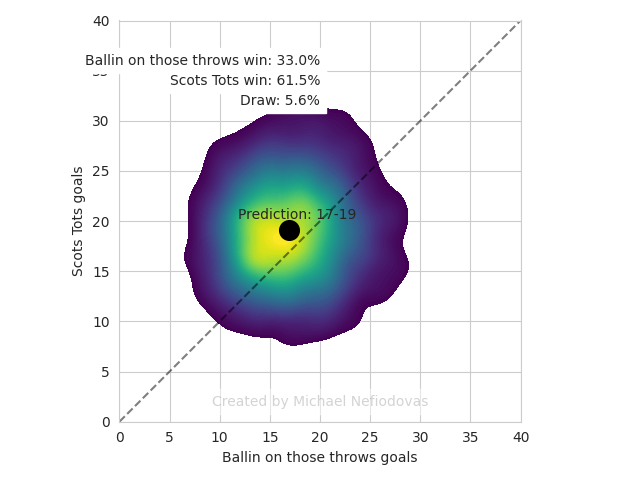 40
Ballin on those throws win: 33.0%
35
Scots Tots win: 61.5%
Draw: 5.6%
30
25
Prediction: 17-19
20
Scots Tots goals
15
10
5
Created by Michael Nefiodovas
0
0 5 10 15 20 25 30 35 40
Ballin on those throws goals